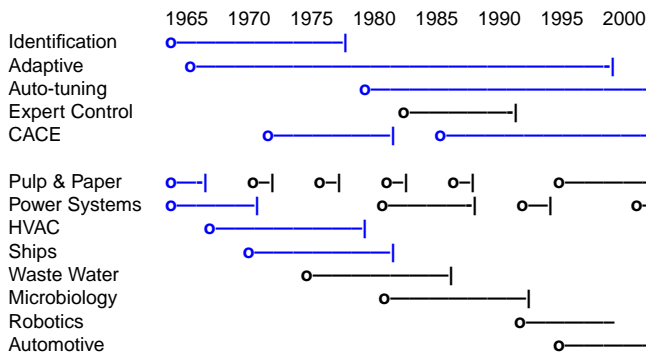 1965 1970 1975 1980 1985 1990 1995 2000
Identification
Adaptive
Auto-tuning
Expert Control
CACE
Pulp & Paper
Power Systems
HVAC
Ships
Waste Water
Microbiology
Robotics
Automotive